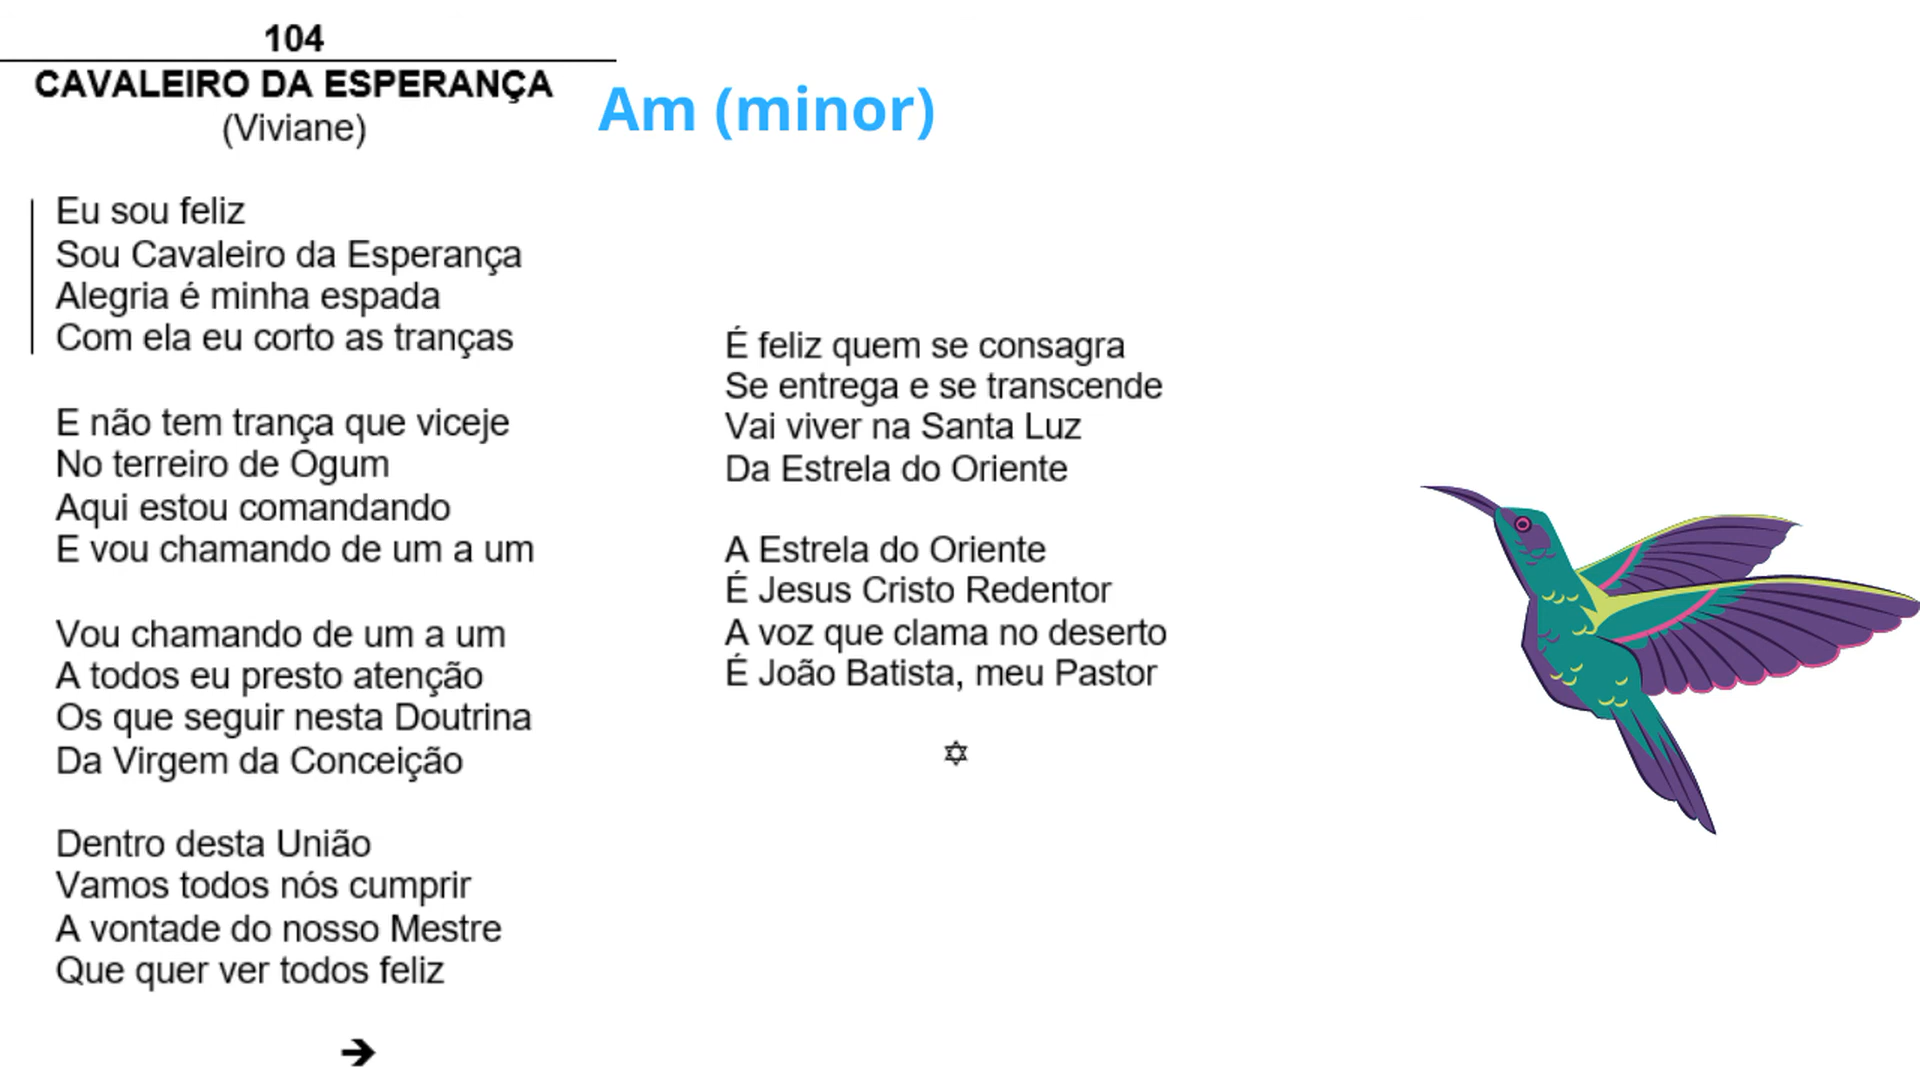 104
CAVALEIRO DA ESPERANÇA
(Viviane)
Am (minor)
Eu sou feliz
Sou Cavaleiro da Esperança
Alegria é minha espada
Com ela eu corto as tranças
E não tem trança que viceje
No terreiro de Ogum
Aqui estou comandando
E vou chamando de um a um
Vou chamando de um a um
A todos eu presto atenção
Os que seguir nesta Doutrina
Da Virgem da Conceição
Dentro desta União
Vamos todos nós cumprir
A vontade do nosso Mestre
Que quer ver todos feliz
É feliz quem se consagra
Se entrega e se transcende
Vai viver na Santa Luz
Da Estrela do Oriente
A Estrela do Oriente
É Jesus Cristo Redentor
A voz que clama no deserto
É João Batista, meu Pastor